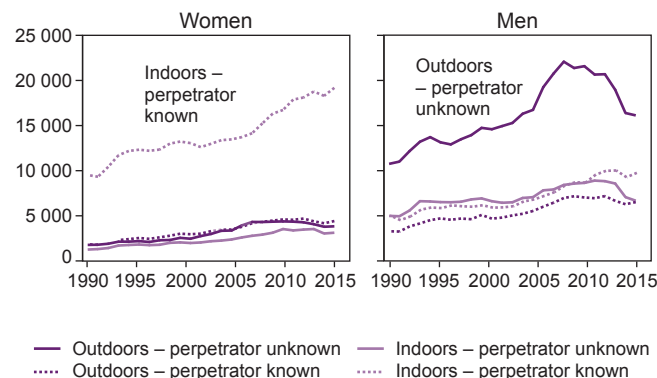 Women
Men
25 000
20 000
15 000
10 000
5 000
0
Indoors –
perpetrator
known
Outdoors
– perpetrator
unknown
1990 1995 2000 2005 2010 2015
1990 1995 2000 2005 2010 2015
Outdoors – perpetrator unknown
Indoors – perpetrator unknown
Outdoors – perpetrator known
Indoors – perpetrator known